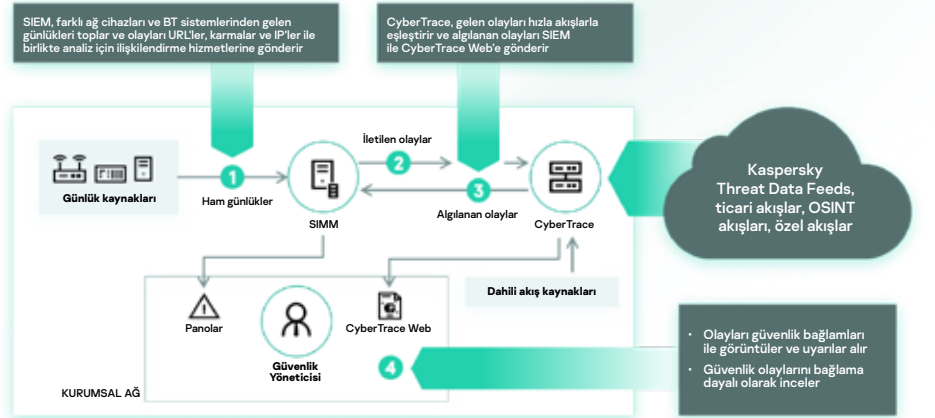 SIEM, farklı ağ cihazları ve BT sistemlerinden gelen
günlükleri toplar ve olayları URL'ler, karmalar ve IP'ler ile
birlikte analiz için ilişkilendirme hizmetlerine gönderir
CyberTrace, gelen olayları hızla akışlarla
eşleştirir ve algılanan olayları SIEM
ile CyberTrace Web'e gönderir
Günlük kaynakları
1
Ham günlükler
SIMM
İletilen olaylar
2
3
Algılanan olaylar
CyberTrace
Kaspersky
Threat Data Feeds,
ticari akışlar, OSINT
akışları, özel akışlar
Dahili akış kaynakları
Panolar
Güvenlik
Yöneticisi
CyberTrace Web
4
KURUMSAL AĞ
• Olayları güvenlik bağlamları
ile görüntüler ve uyarılar alır
• Güvenlik olaylarını bağlama
dayalı olarak inceler